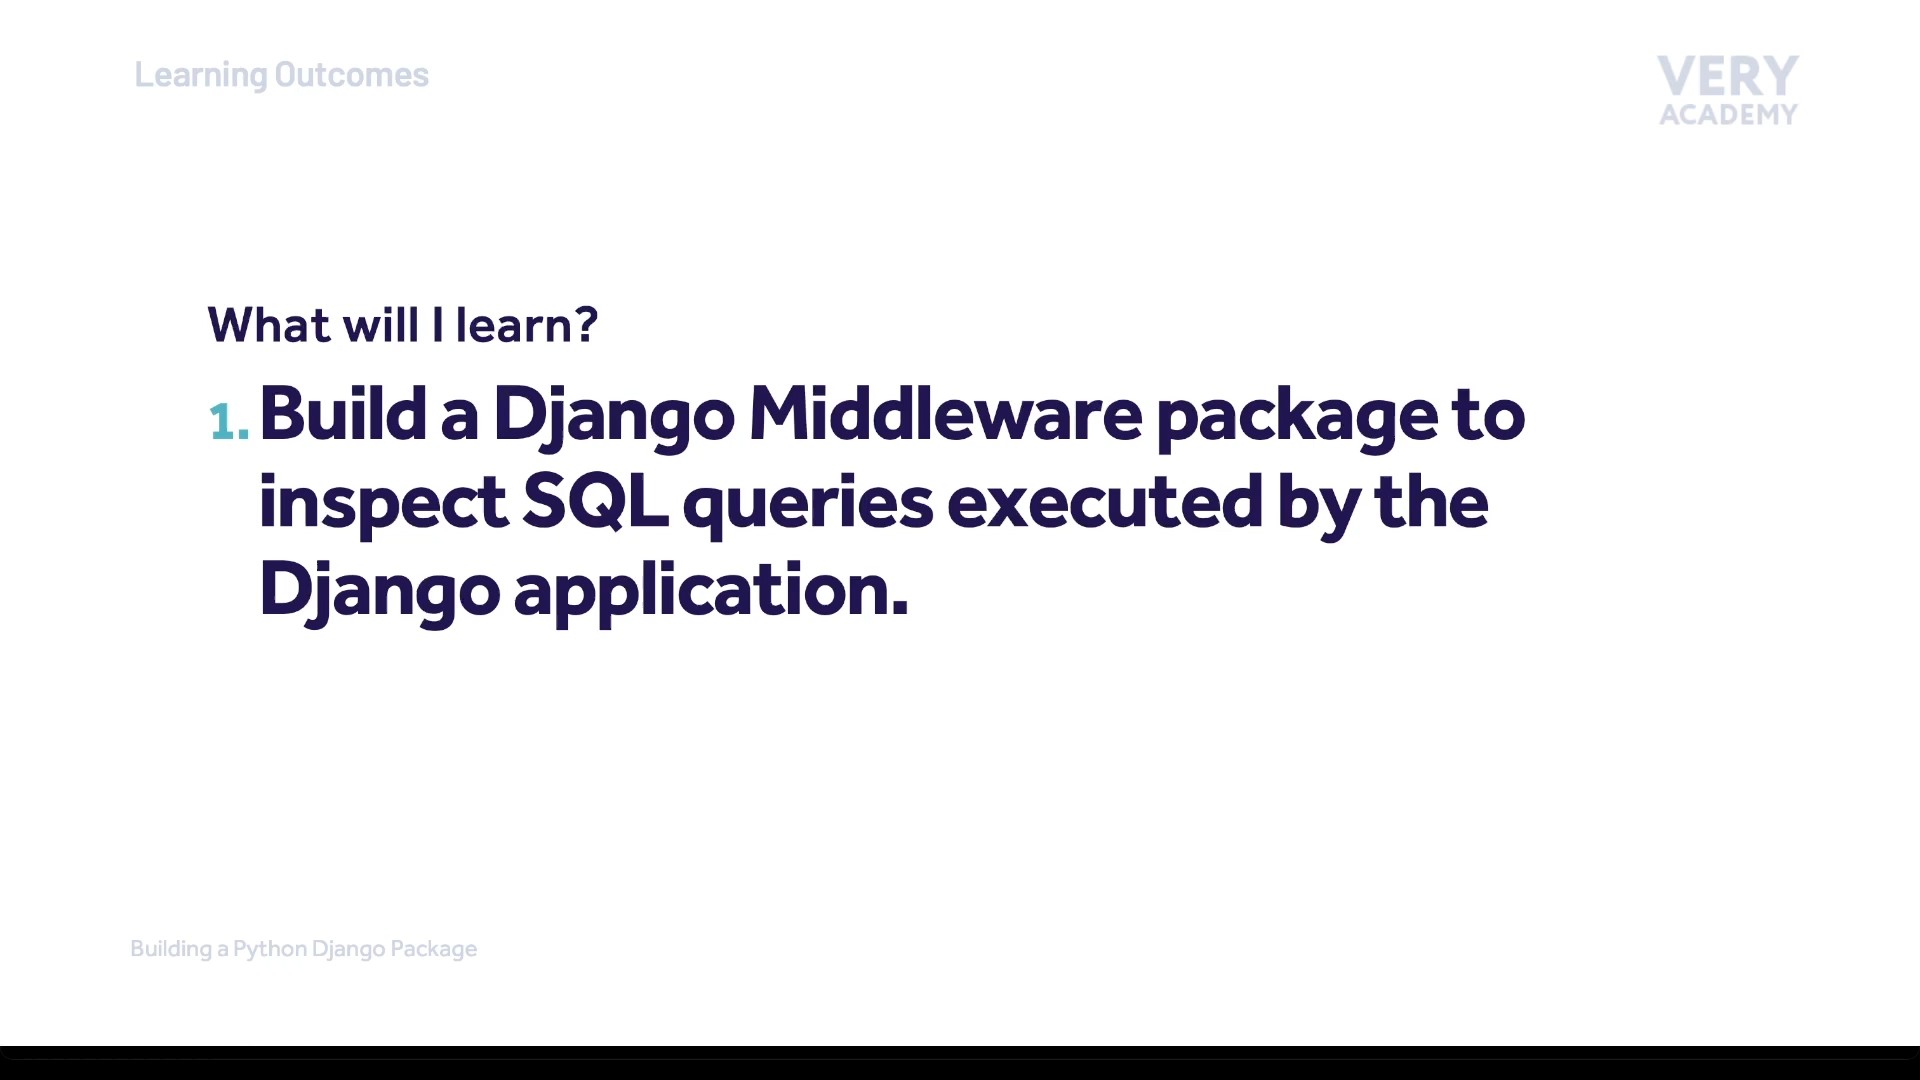 Learning Outcomes
VERY
ACADEMY
What will I learn?
1. Build a Django Middleware package to
inspect SQL queries executed by the
Django application.
Building a Python Django Package